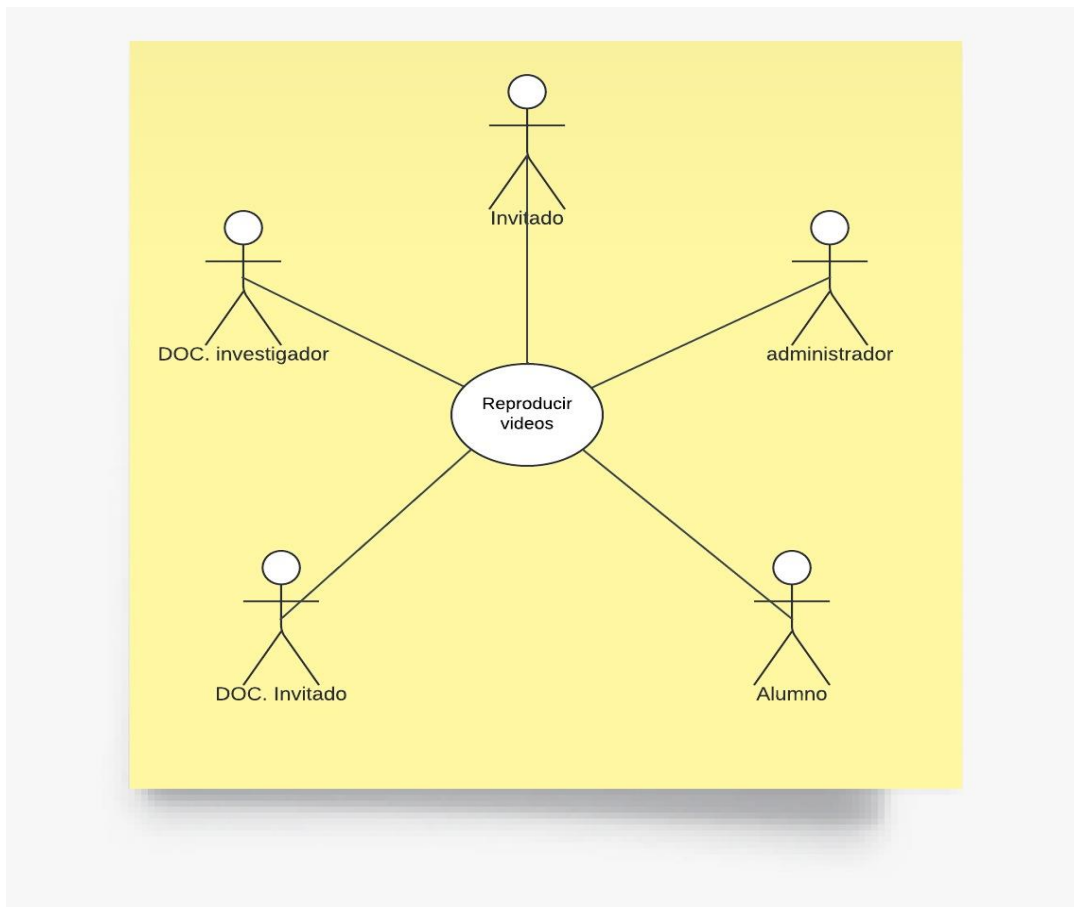 Invitado
DOC. investigador
administrador
Reproducir
videos
DOC. Invitado
Alumno